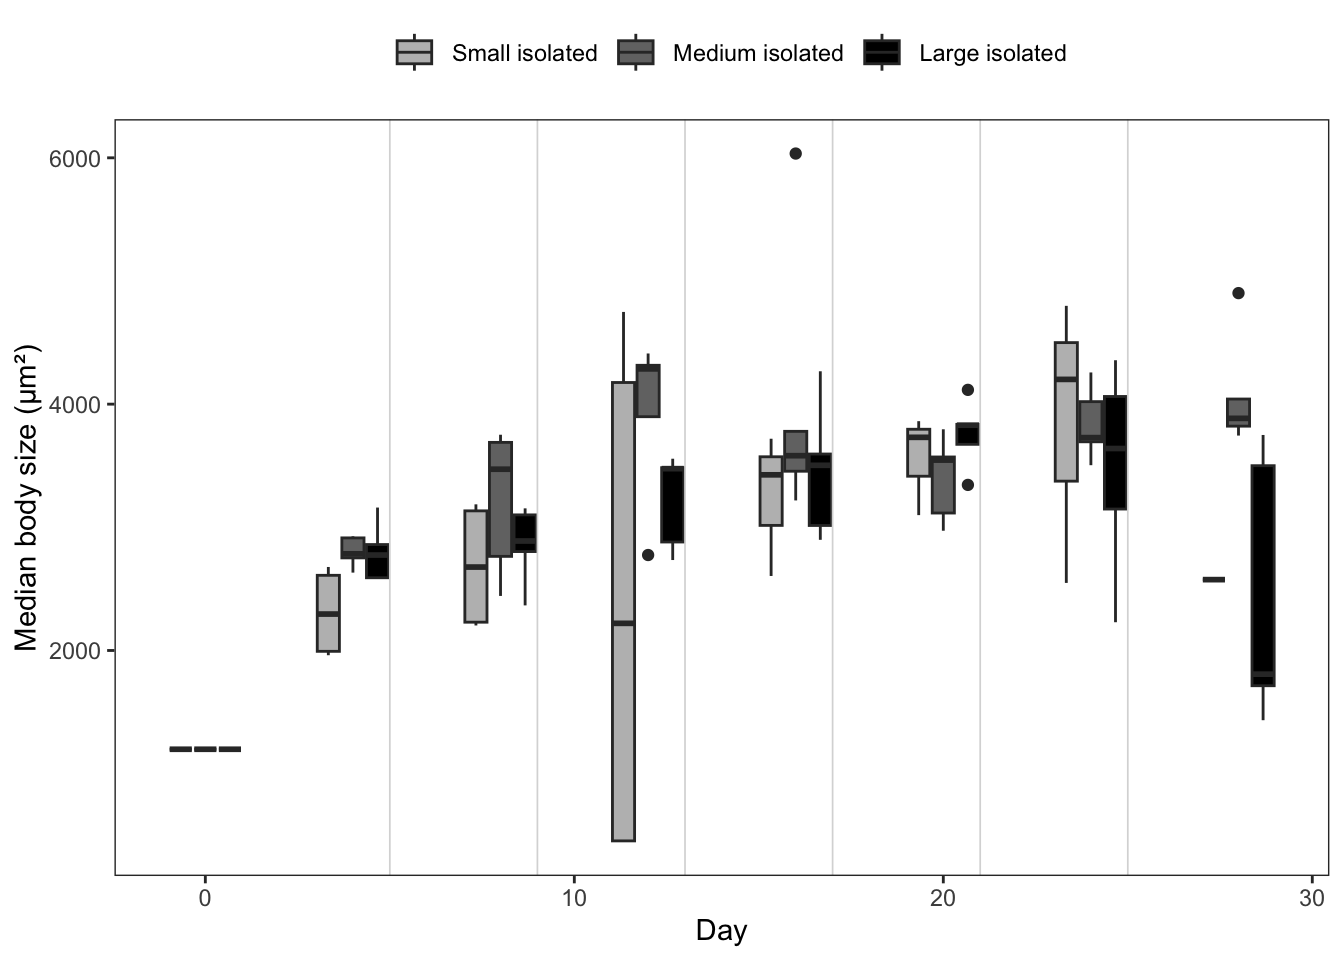 Small isolated Medium isolated Large isolated
6000
4000
2000
Median body size (µm²)
0 10 20 30
Day